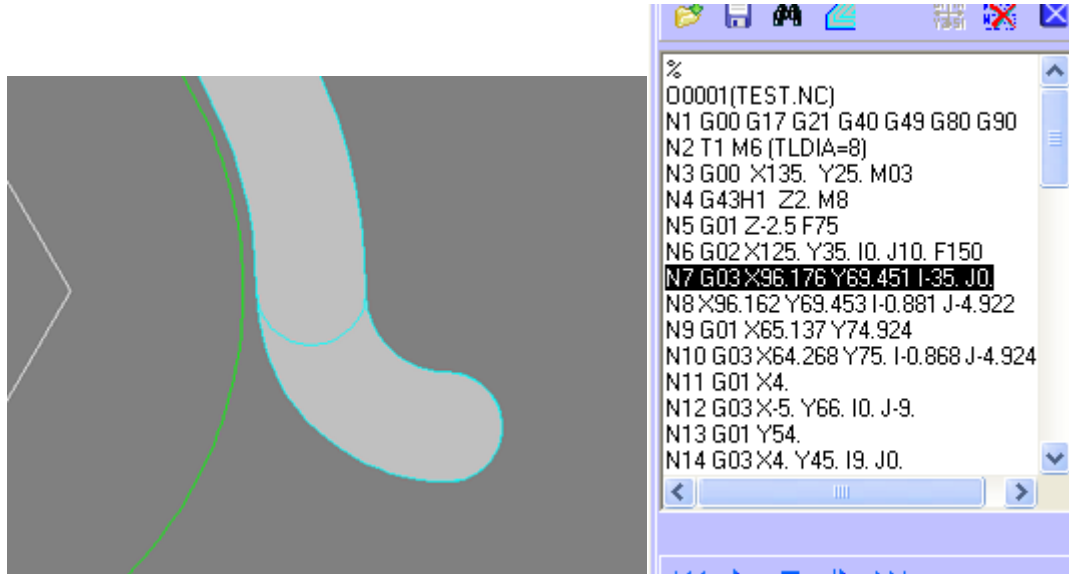 %
O0001(TEST.NC)
N1 G00 G17 G21 G40 G49 G80 G90
N2 T1 M6 (TLDIA=8)
N3 G00  X135.  Y25. M03
N4 G43H1  Z2. M8
N5 G01 Z-2.5 F75
N6 G02 X125. Y35. I0. J10. F150
N7 G03 X96.176 Y69.451 I-35. J0.
N8 X96.162 Y69.453 I-0.881 J-4.922
N9 G01 X65.137 Y74.924
N10 G03 X64.268 Y75. I-0.868 J-4.924
N11 G01 X4.
N12 G03 X-5. Y66. I0. J-9.
N13 G01 Y54.
N14 G03 X4. Y45. I9. J0.